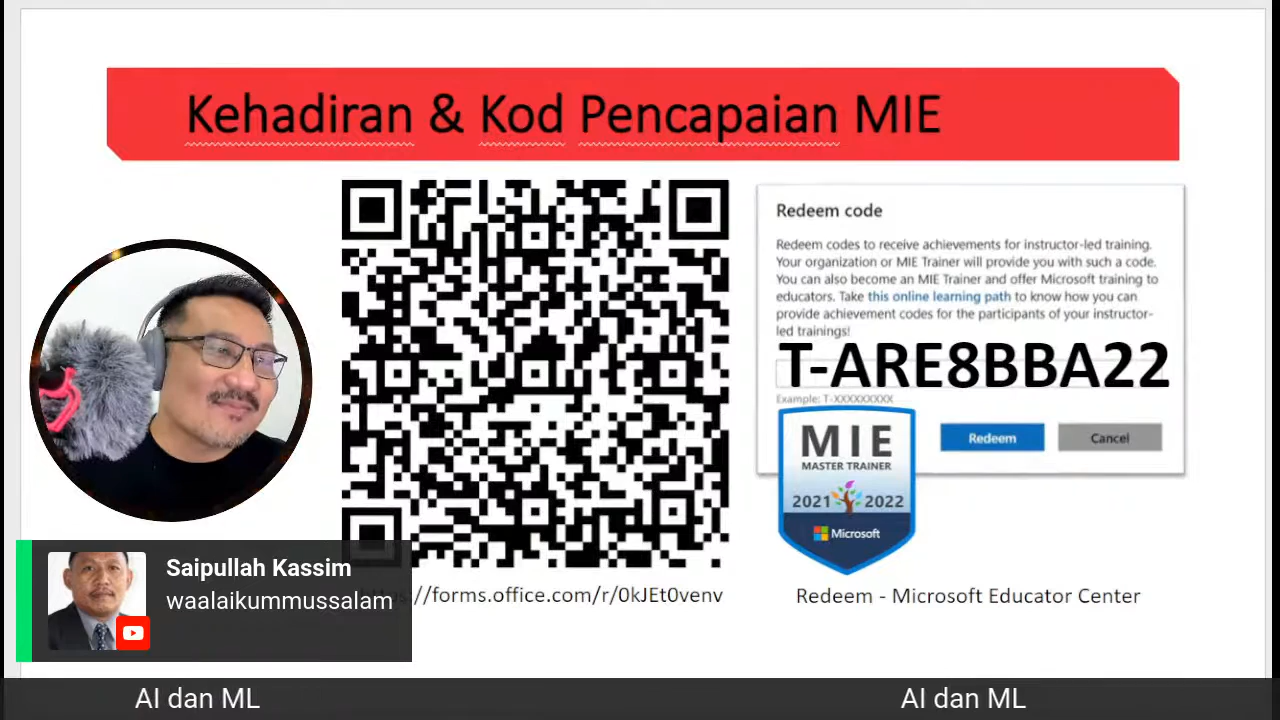 Kehadiran & Kod Pencapaian MIE
Redeem code
Redeem codes to receive achievements for instructor-led training.
Your organization or MIE Trainer will provide you with such a code.
You can also become an MIE Trainer and offer Microsoft training to
educators. Take this online learning path to know how you can
provide achievement codes for the participants of your instructor-
led trainings!
T-ARE8BBA22
Example: T-XXXXXXXXX
Redeem
Cancel
MIE
MASTER TRAINER
2021 2022
Microsoft
://forms.office.com/r/0kJEt0venv
Redeem - Microsoft Educator Center
Saipullah Kassim
waalaikummussalam
AI dan ML
AI dan ML